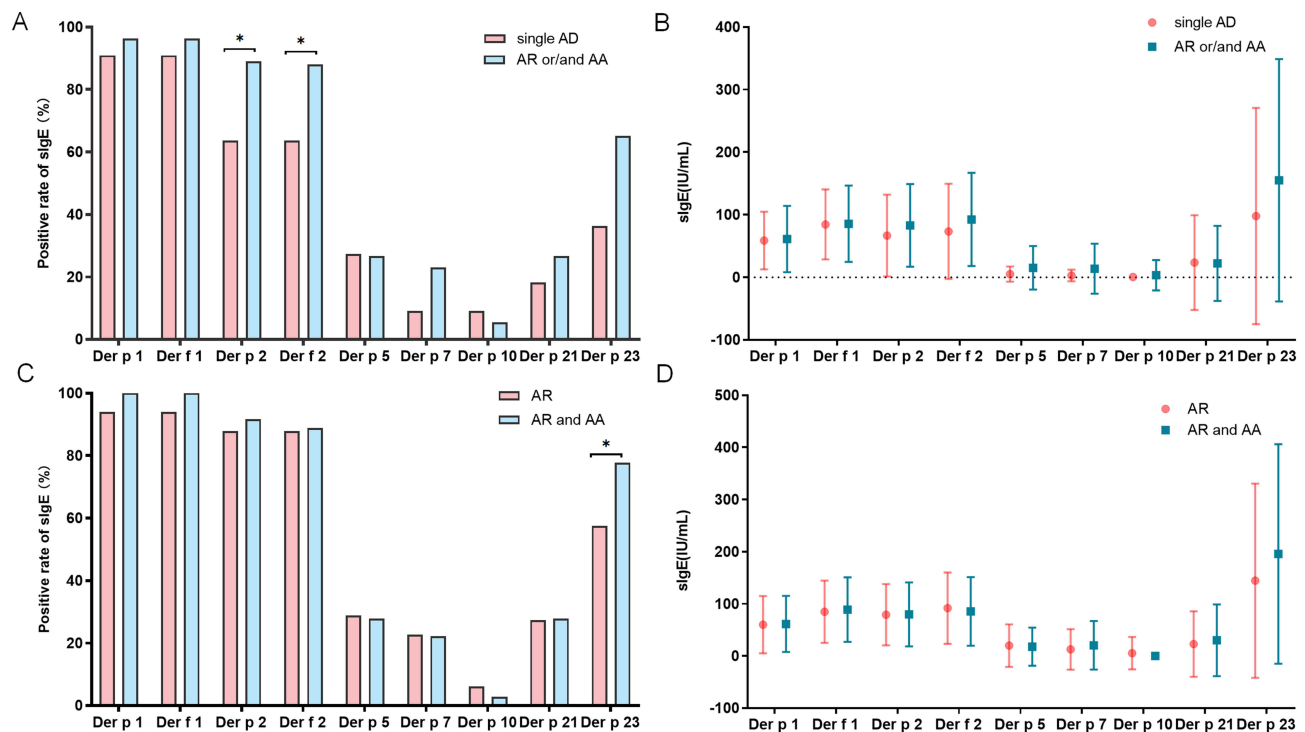 A
single AD
AR or/and AA
* *
Positive rate of sIgE (%)
100
80
60
40
20
0
Der p 1 Der f 1 Der p 2 Der f 2 Der p 5 Der p 7 Der p 10 Der p 21 Der p 23
B
single AD
AR or/and AA
sIgE(IU/mL)
400
300
200
100
0
-100
Der p 1 Der f 1 Der p 2 Der f 2 Der p 5 Der p 7 Der p 10 Der p 21 Der p 23
C
AR
AR and AA
*
Positive rate of sIgE (%)
100
80
60
40
20
0
Der p 1 Der f 1 Der p 2 Der f 2 Der p 5 Der p 7 Der p 10 Der p 21 Der p 23
D
AR
AR and AA
sIgE(IU/mL)
500
400
300
200
100
0
-100
Der p 1 Der f 1 Der p 2 Der f 2 Der p 5 Der p 7 Der p 10 Der p 21 Der p 23